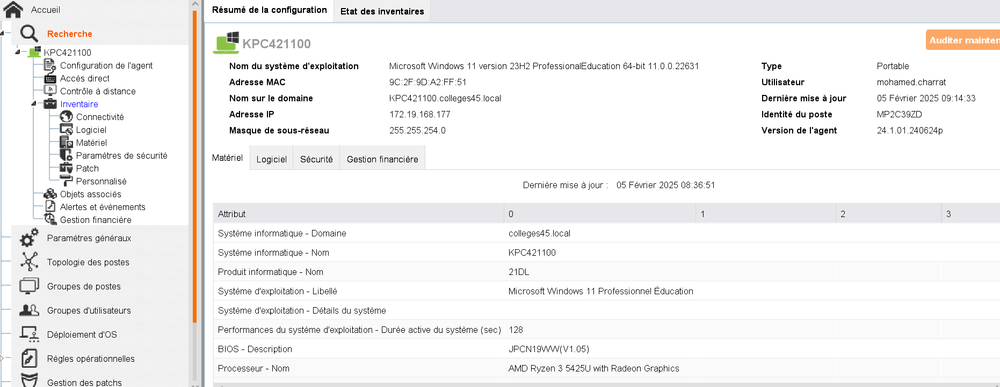 Accueil
Recherche
KPC421100
Configuration de l'agent
Accès direct
Contrôle à distance
Inventaire
Connectivité
Logiciel
Matériel
Paramètres de sécurité
Patch
Personnalisé
Objets associés
Alertes et événements
Gestion financière
Paramètres généraux
Topologie des postes
Groupes de postes
Groupes d'utilisateurs
Déploiement d'OS
Règles opérationnelles
Gestion des patchs
Résumé de la configuration Etat des inventaires
KPC421100 Auditer mainten
Nom du système d'exploitation Microsoft Windows 11 version 23H2 ProfessionalEducation 64-bit 11.0.0.22631 Type Portable
Adresse MAC 9C:2F:9D:A2:FF:51 Utilisateur mohamed.charrat
Nom sur le domaine KPC421100.colleges45.local Dernière mise à jour 05 Février 2025 09:14:33
Adresse IP 172.19.168.177 Identité du poste MP2C39ZD
Masque de sous-réseau 255.255.254.0 Version de l'agent 24.1.01.240624p
Matériel Logiciel Sécurité Gestion financière
Dernière mise à jour : 05 Février 2025 08:36:51
Attribut 0 1 2 3
Système informatique - Domaine colleges45.local
Système informatique - Nom KPC421100
Produit informatique - Nom 21DL
Système d'exploitation - Libellé Microsoft Windows 11 Professionnel Éducation
Système d'exploitation - Détails du système
Performances du système d'exploitation - Durée active du système (sec) 128
BIOS - Description JPCN19WW(V1.05)
Processeur - Nom AMD Ryzen 3 5425U with Radeon Graphics